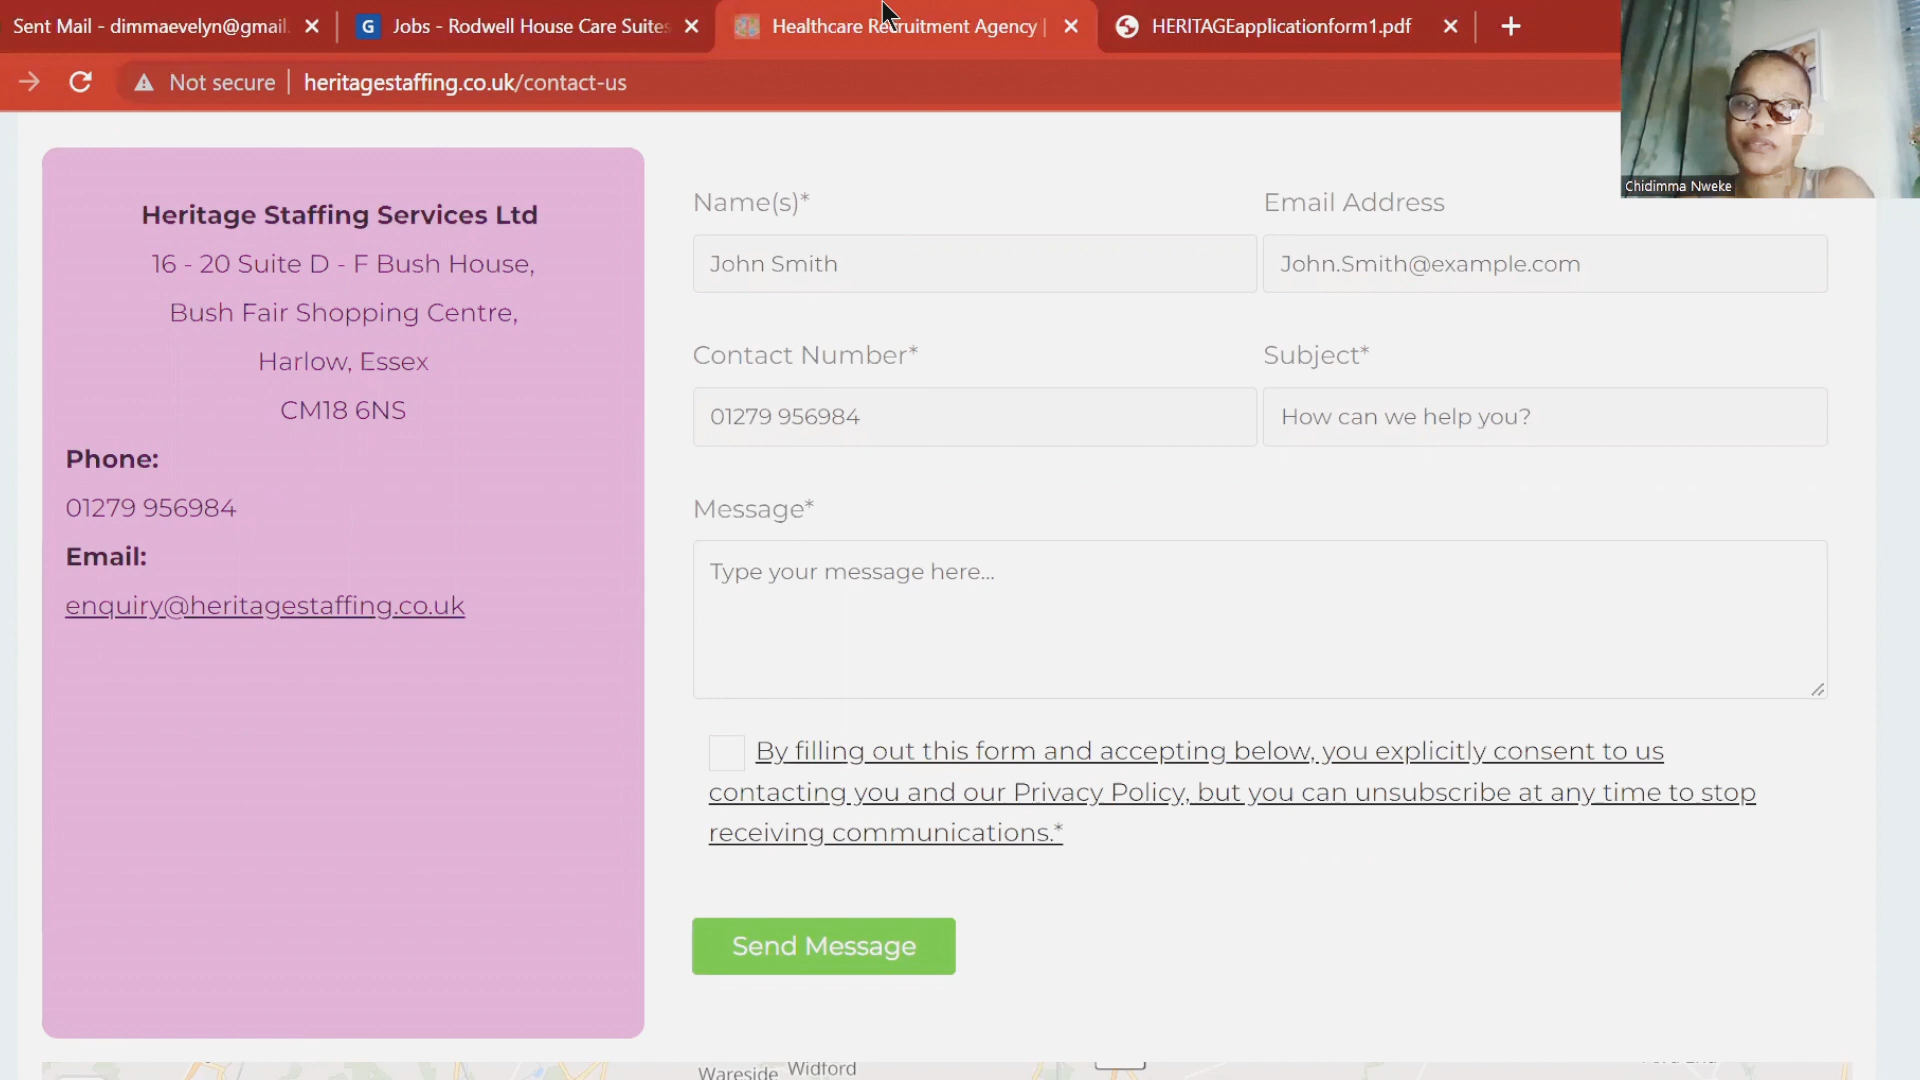 Sent Mail - dimmaevelyn@gmail.
Jobs - Rodwell House Care Suites
Healthcare Recruitment Agency |
HERITAGEapplicationform1.pdf
Not secure
heritagestaffing.co.uk/contact-us
Chidimma Nweke
Heritage Staffing Services Ltd
16 - 20 Suite D - F Bush House,
Bush Fair Shopping Centre,
Harlow, Essex
CM18 6NS
Phone:
01279 956984
Email:
enquiry@heritagestaffing.co.uk
Name(s)*
Email Address
John Smith
John.Smith@example.com
Contact Number*
Subject*
01279 956984
How can we help you?
Message*
Type your message here...
By filling out this form and accepting below, you explicitly consent to us
contacting you and our Privacy Policy, but you can unsubscribe at any time to stop
receiving communications.*
Send Message
Wareside
Widford